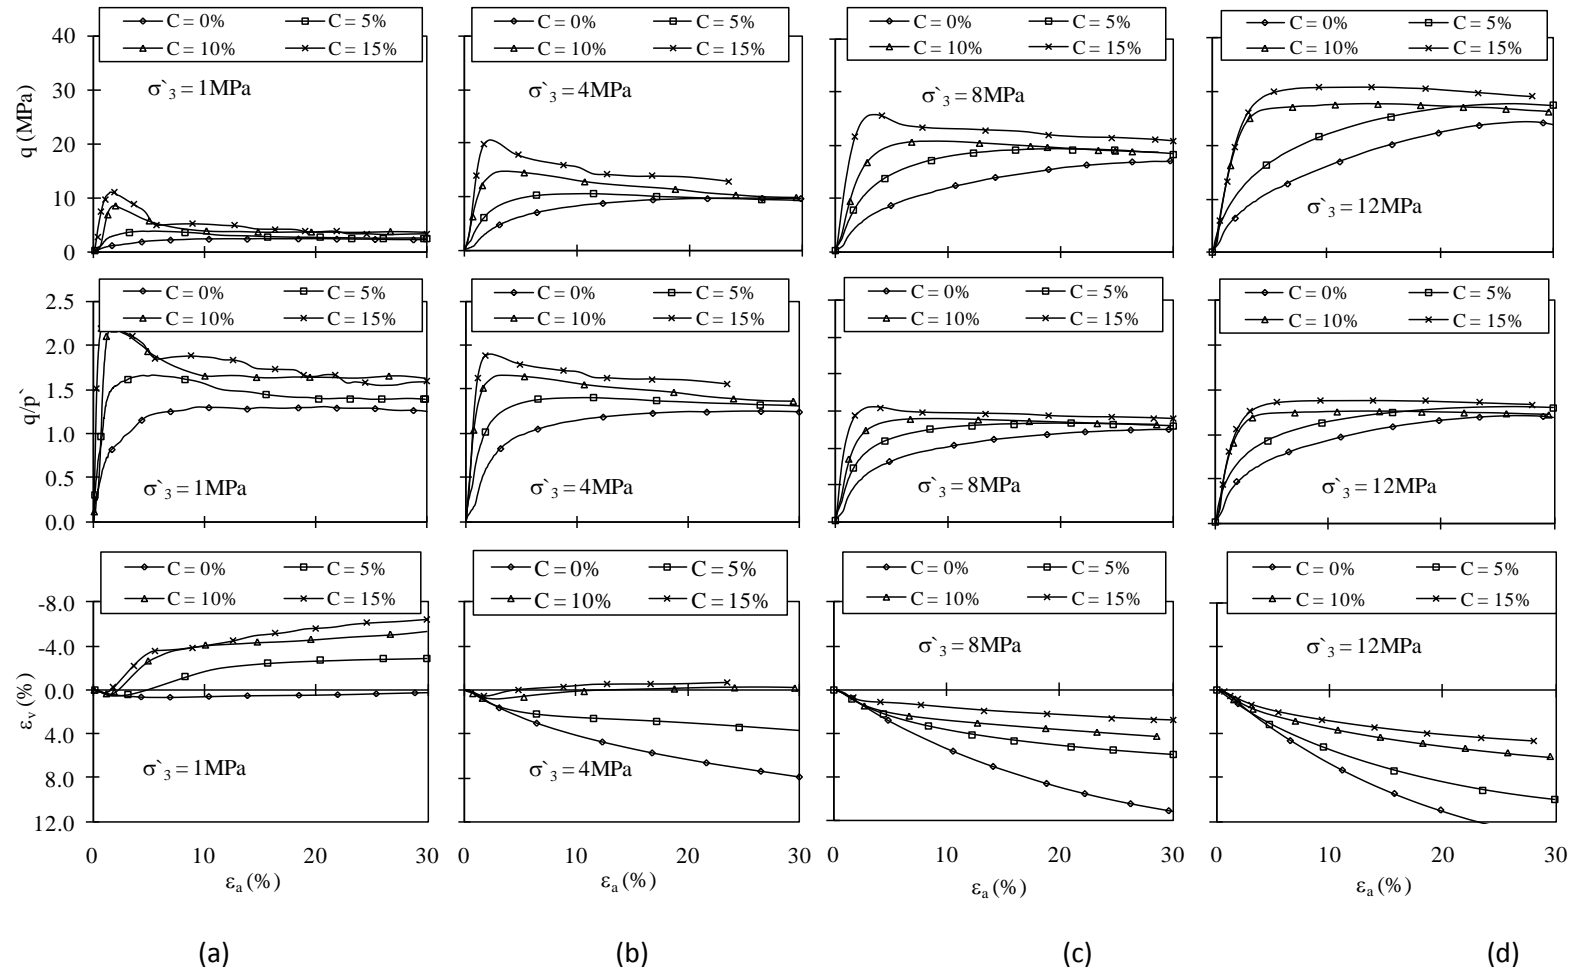 C = 0% C = 5%
C = 10% C = 15%
C = 0% C = 5%
C = 10% C = 15%
C = 0% C = 5%
C = 10% C = 15%
C = 0% C = 5%
C = 10% C = 15%
40
30
20
10
0
q (MPa)
σ`3 = 1MPa
σ`3 = 4MPa
σ`3 = 8MPa
σ`3 = 12MPa
C = 0% C = 5%
C = 10% C = 15%
C = 0% C = 5%
C = 10% C = 15%
C = 0% C = 5%
C = 10% C = 15%
C = 0% C = 5%
C = 10% C = 15%
2.5
2.0
1.5
1.0
0.5
0.0
q/p`
σ`3 = 1MPa
σ`3 = 4MPa
σ`3 = 8MPa
σ`3 = 12MPa
C = 0% C = 5%
C = 10% C = 15%
C = 0% C = 5%
C = 10% C = 15%
C = 0% C = 5%
C = 10% C = 15%
C = 0% C = 5%
C = 10% C = 15%
-8.0
-4.0
0.0
4.0
8.0
12.0
εv (%)
σ`3 = 1MPa
σ`3 = 4MPa
σ`3 = 8MPa
σ`3 = 12MPa
0 10 20 30
0 10 20 30
0 10 20 30
0 10 20 30
εa (%)
εa (%)
εa (%)
εa (%)
(a)
(b)
(c)
(d)